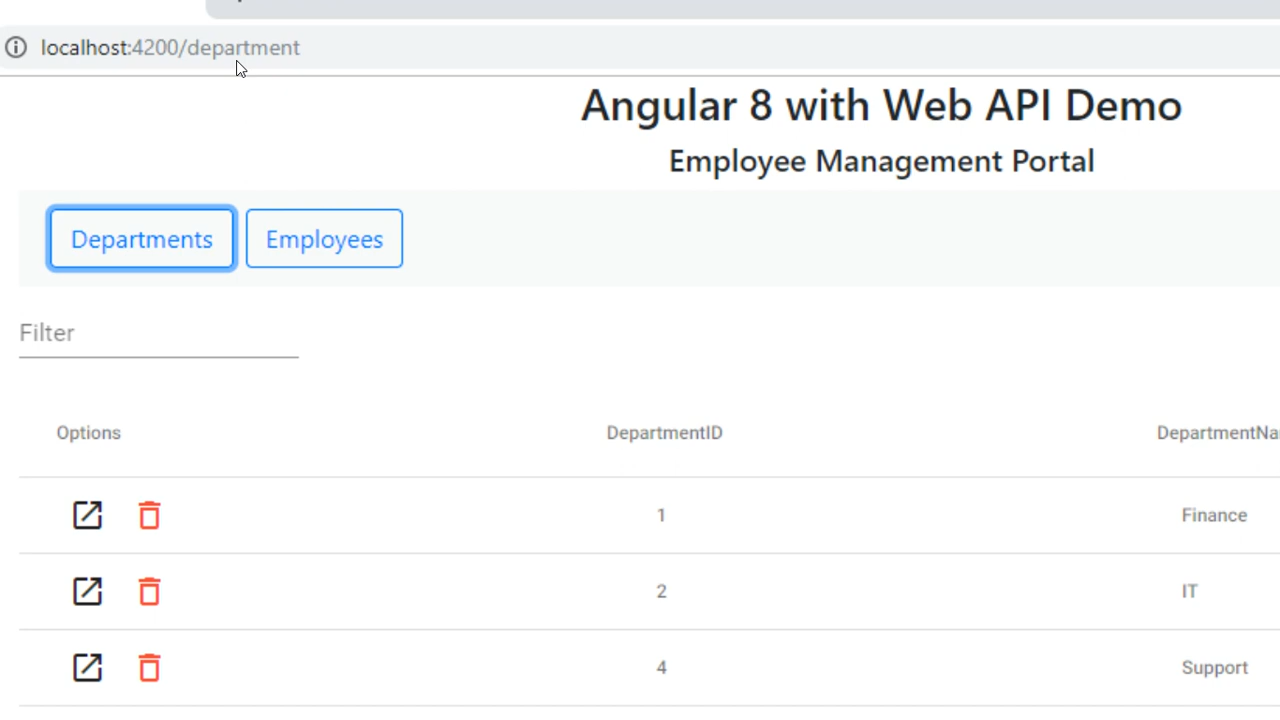 localhost:4200/department
Angular 8 with Web API Demo
Employee Management Portal
Departments Employees
Filter
Options DepartmentID DepartmentNa
1 Finance
2 IT
4 Support